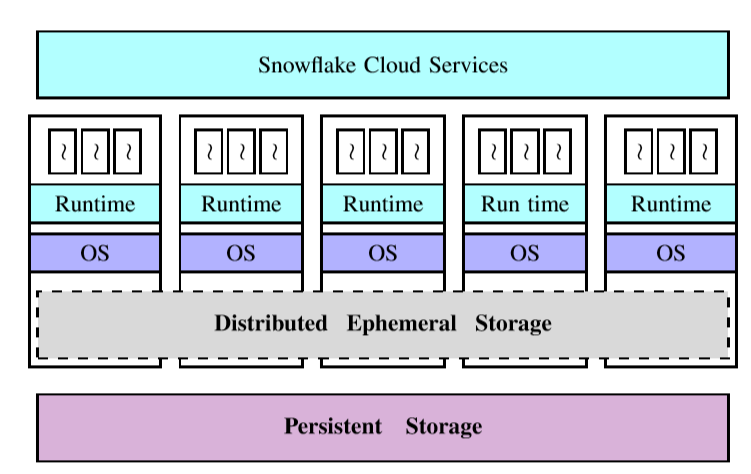 Snowflake Cloud Services
Runtime Runtime Runtime Run time Runtime
OS OS OS OS OS
Distributed Ephemeral Storage
Persistent Storage